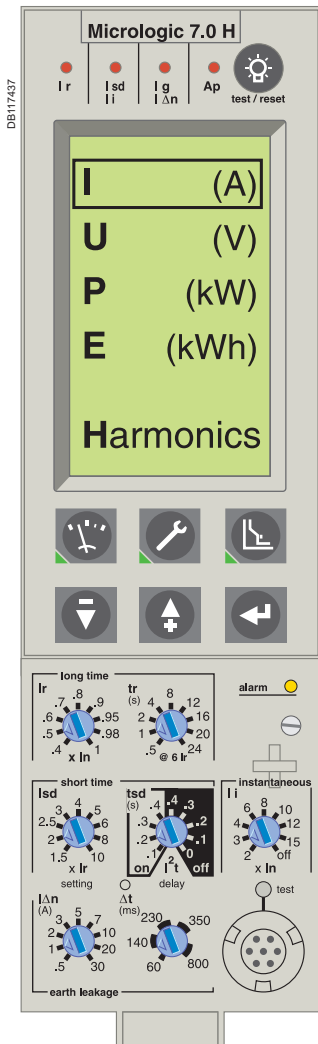 Micrologic 7.0 H
DB117437
Ir
Isd
Ii
Ig
I∆n
Ap
test / reset
I (A)
U (V)
P (kW)
E (kWh)
Harmonics
long time
Ir
.4 .5 .6 .7 .8 .9 .95 .98 1
x In
tr
(s)
.5 1 2 4 8 12 16 20 24
@ 6 Ir
alarm
short time
Isd
1.5 2 2.5 3 4 5 6 8 10
x Ir
tsd
(s)
.1 .2 .3 .4 .4 .3 .2 .1 0
on I²t off
instantaneous
Ii
2 3 4 6 8 10 12 15 off
x In
setting
delay
test
I∆n
(A)
.5 1 2 3 5 7 10 20 30
∆t
(ms)
60 140 230 350 800
earth leakage